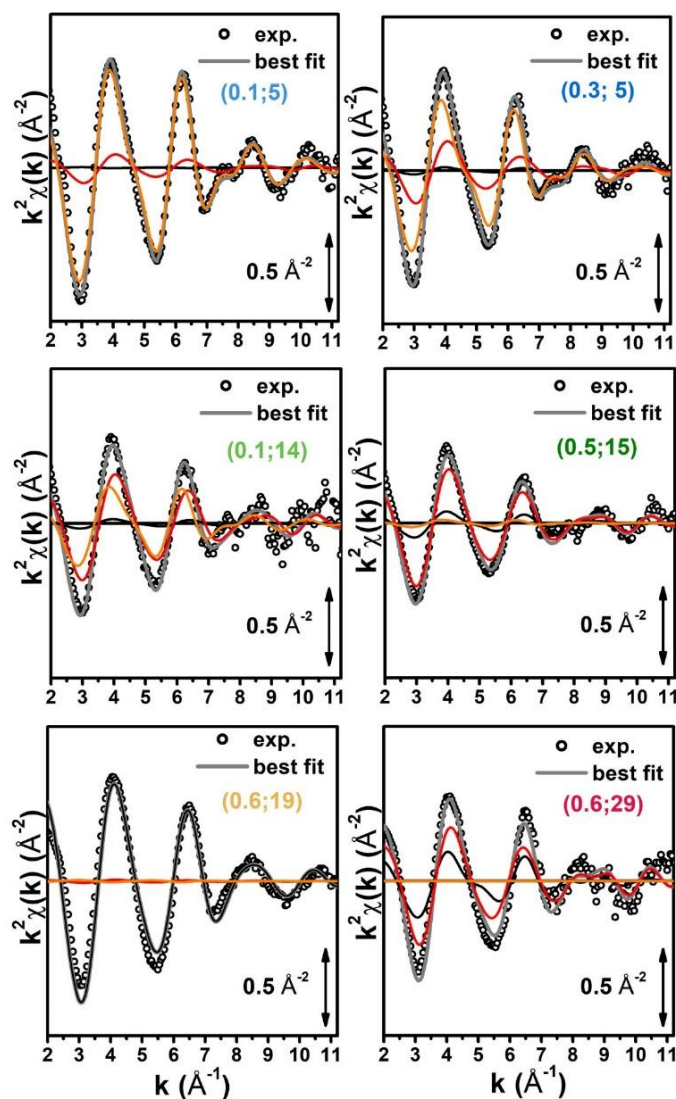 exp.
best fit
(0.1;5)
k²χ(k) (Å⁻²)
0.5 Å⁻²
2 3 4 5 6 7 8 9 10 11
exp.
best fit
(0.3; 5)
k²χ(k) (Å⁻²)
0.5 Å⁻²
2 3 4 5 6 7 8 9 10 11
exp.
best fit
(0.1;14)
k²χ(k) (Å⁻²)
0.5 Å⁻²
2 3 4 5 6 7 8 9 10 11
exp.
best fit
(0.5;15)
k²χ(k) (Å⁻²)
0.5 Å⁻²
2 3 4 5 6 7 8 9 10 11
exp.
best fit
(0.6;19)
k²χ(k) (Å⁻²)
0.5 Å⁻²
2 3 4 5 6 7 8 9 10 11
k (Å⁻¹)
exp.
best fit
(0.6;29)
k²χ(k) (Å⁻²)
0.5 Å⁻²
2 3 4 5 6 7 8 9 10 11
k (Å⁻¹)